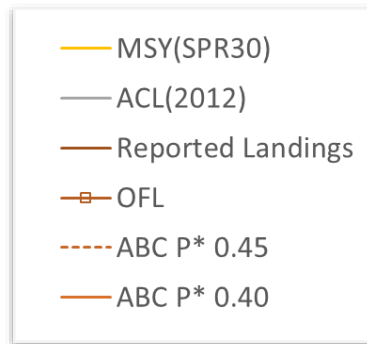 MSY(SPR30)
ACL(2012)
Reported Landings
OFL
ABC P* 0.45
ABC P* 0.40